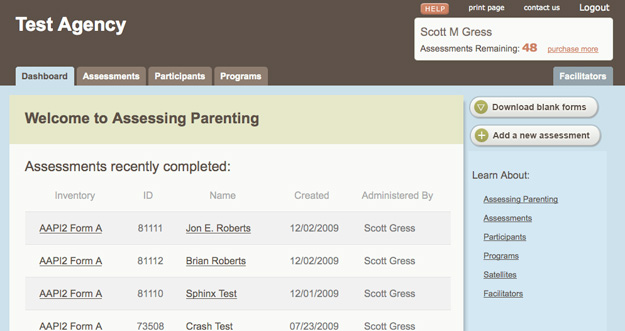 HELP print page contact us Logout
Test Agency
Scott M Gress
Assessments Remaining: 48 purchase more
Dashboard Assessments Participants Programs Facilitators
Welcome to Assessing Parenting
Download blank forms
Add a new assessment
Assessments recently completed:
Inventory ID Name Created Administered By
AAPI2 Form A 81111 Jon E. Roberts 12/02/2009 Scott Gress
AAPI2 Form A 81112 Brian Roberts 12/02/2009 Scott Gress
AAPI2 Form A 81110 Sphinx Test 12/01/2009 Scott Gress
AAPI2 Form A 73508 Crash Test 07/23/2009 Scott Gress
Learn About:
Assessing Parenting
Assessments
Participants
Programs
Satellites
Facilitators